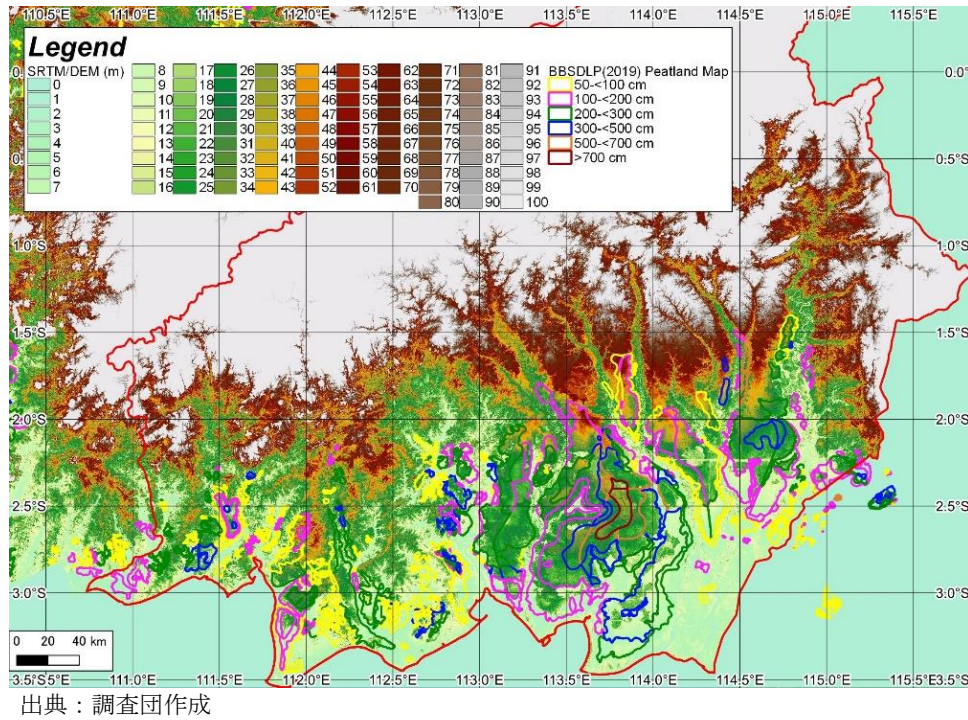 110.5°E 111.0°E 111.5°E 112.0°E 112.5°E 113.0°E 113.5°E 114.0°E 114.5°E 115.0°E 115.5°E
Legend
SRTM/DEM (m)
0
1
2
3
4
5
6
7
8 17 26 35 44 53 62 71 81 91
9 18 27 36 45 54 63 72 82 92
10 19 28 37 46 55 64 73 83 93
11 20 29 38 47 56 65 74 84 94
12 21 30 39 48 57 66 75 85 95
13 22 31 40 49 58 67 76 86 96
14 23 32 41 50 59 68 77 87 97
15 24 33 42 51 60 69 78 88 98
16 25 34 43 52 61 70 79 89 99
80 90 100
BBSDLP(2019) Peatland Map
50-<100 cm
100-<200 cm
200-<300 cm
300-<500 cm
500-<700 cm
>700 cm
0.0°S
0.5°S
1.0°S 1.0°S
1.5°S 1.5°S
2.0°S 2.0°S
2.5°S 2.5°S
3.0°S 3.0°S
0 20 40 km
3.5°S 3.5°S
111.0°E 111.5°E 112.0°E 112.5°E 113.0°E 113.5°E 114.0°E 114.5°E 115.0°E 115.5°E
出典：調査団作成